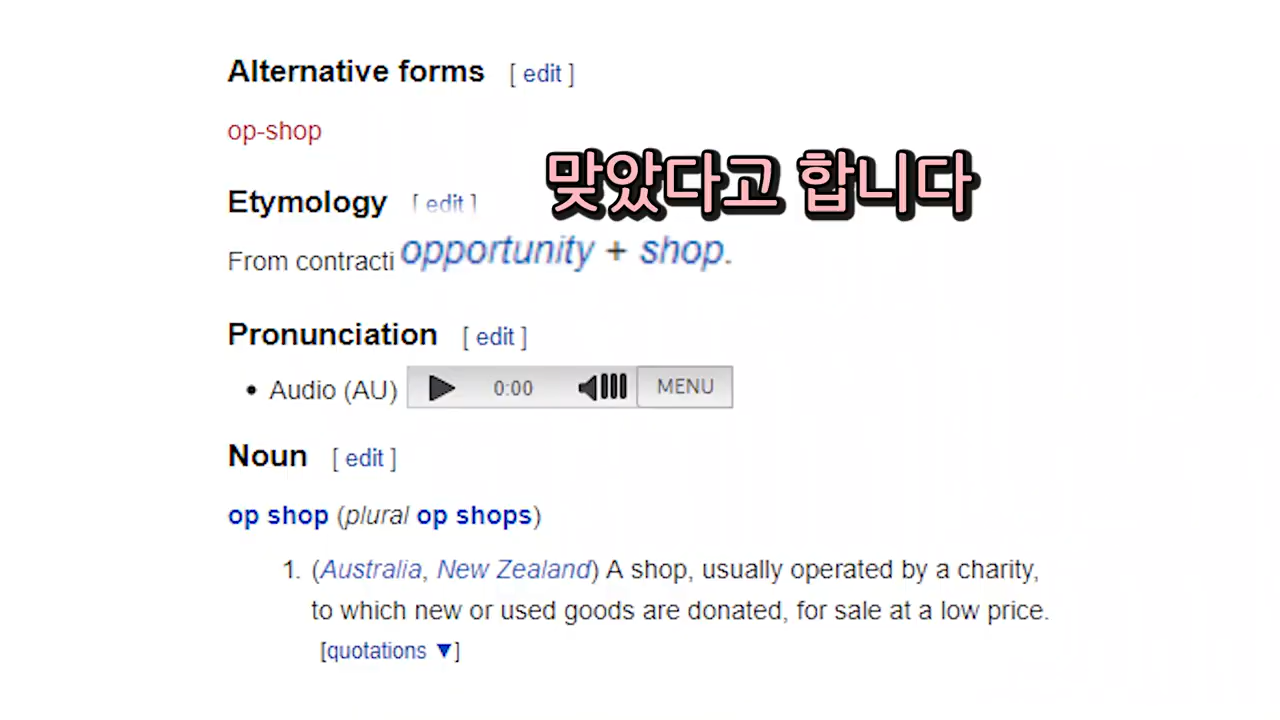 Alternative forms [ edit ]
op-shop
맞았다고 합니다
Etymology [ edit ]
From contracti opportunity + shop.
Pronunciation [ edit ]
• Audio (AU) 0:00 MENU
Noun [ edit ]
op shop (plural op shops)
1. (Australia, New Zealand) A shop, usually operated by a charity,
to which new or used goods are donated, for sale at a low price.
[quotations ▼]